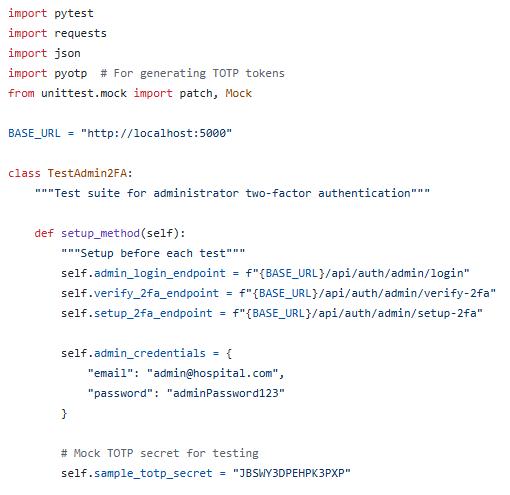 import pytest
import requests
import json
import pyotp  # For generating TOTP tokens
from unittest.mock import patch, Mock

BASE_URL = "http://localhost:5000"

class TestAdmin2FA:
    """Test suite for administrator two-factor authentication"""

    def setup_method(self):
        """Setup before each test"""
        self.admin_login_endpoint = f"{BASE_URL}/api/auth/admin/login"
        self.verify_2fa_endpoint = f"{BASE_URL}/api/auth/admin/verify-2fa"
        self.setup_2fa_endpoint = f"{BASE_URL}/api/auth/admin/setup-2fa"

        self.admin_credentials = {
            "email": "admin@hospital.com",
            "password": "adminPassword123"
        }

        # Mock TOTP secret for testing
        self.sample_totp_secret = "JBSWY3DPEHPK3PXP"